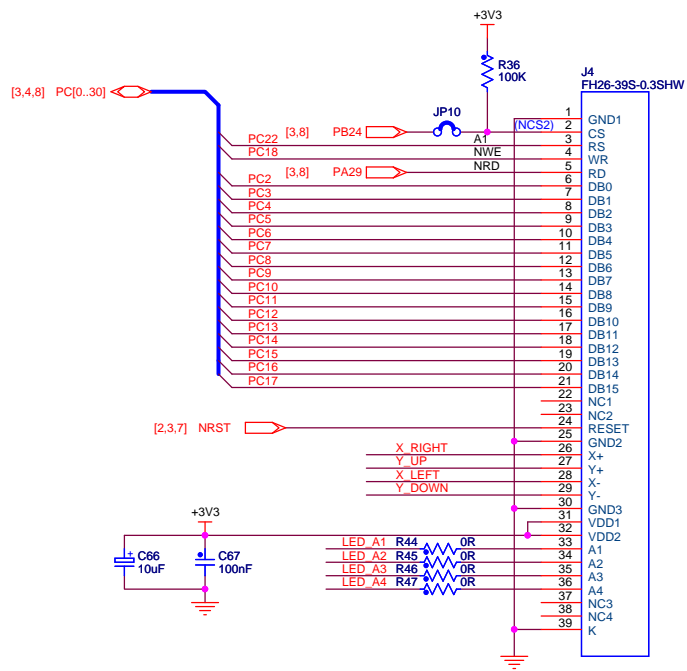 +3V3
R36
100K
J4
FH26-39S-0.3SHW
[3,4,8] PC[0..30]
JP10
[3,8] PB24
(NCS2)
1 GND1
2 CS
PC22 A1 3 RS
PC18 NWE 4 WR
[3,8] PA29 NRD 5 RD
PC2 6 DB0
PC3 7 DB1
PC4 8 DB2
PC5 9 DB3
PC6 10 DB4
PC7 11 DB5
PC8 12 DB6
PC9 13 DB7
PC10 14 DB8
PC11 15 DB9
PC12 16 DB10
PC13 17 DB11
PC14 18 DB12
PC15 19 DB13
PC16 20 DB14
PC17 21 DB15
22 NC1
23 NC2
[2,3,7] NRST 24 RESET
25 GND2
X_RIGHT 26 X+
Y_UP 27 Y+
X_LEFT 28 X-
Y_DOWN 29 Y-
30 GND3
+3V3 31 VDD1
32 VDD2
LED_A1 R44 0R 33 A1
LED_A2 R45 0R 34 A2
LED_A3 R46 0R 35 A3
LED_A4 R47 0R 36 A4
37 NC3
38 NC4
39 K
+
C66
10uF
C67
100nF